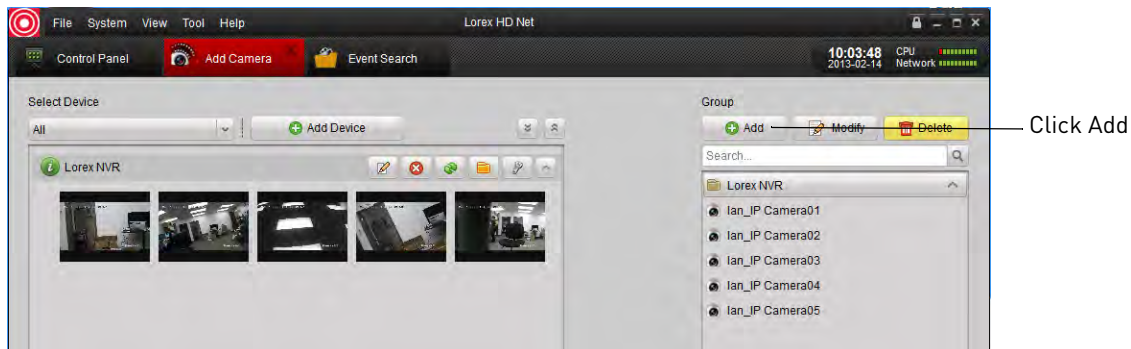 File System View Tool Help Lorex HD Net
Control Panel Add Camera Event Search 10:03:48 CPU
2013-02-14 Network
Select Device Group
All Add Device Add Modify Delete Click Add
Search...
Lorex NVR Lorex NVR
Ian_IP Camera01
Ian_IP Camera02
Ian_IP Camera03
Ian_IP Camera04
Ian_IP Camera05